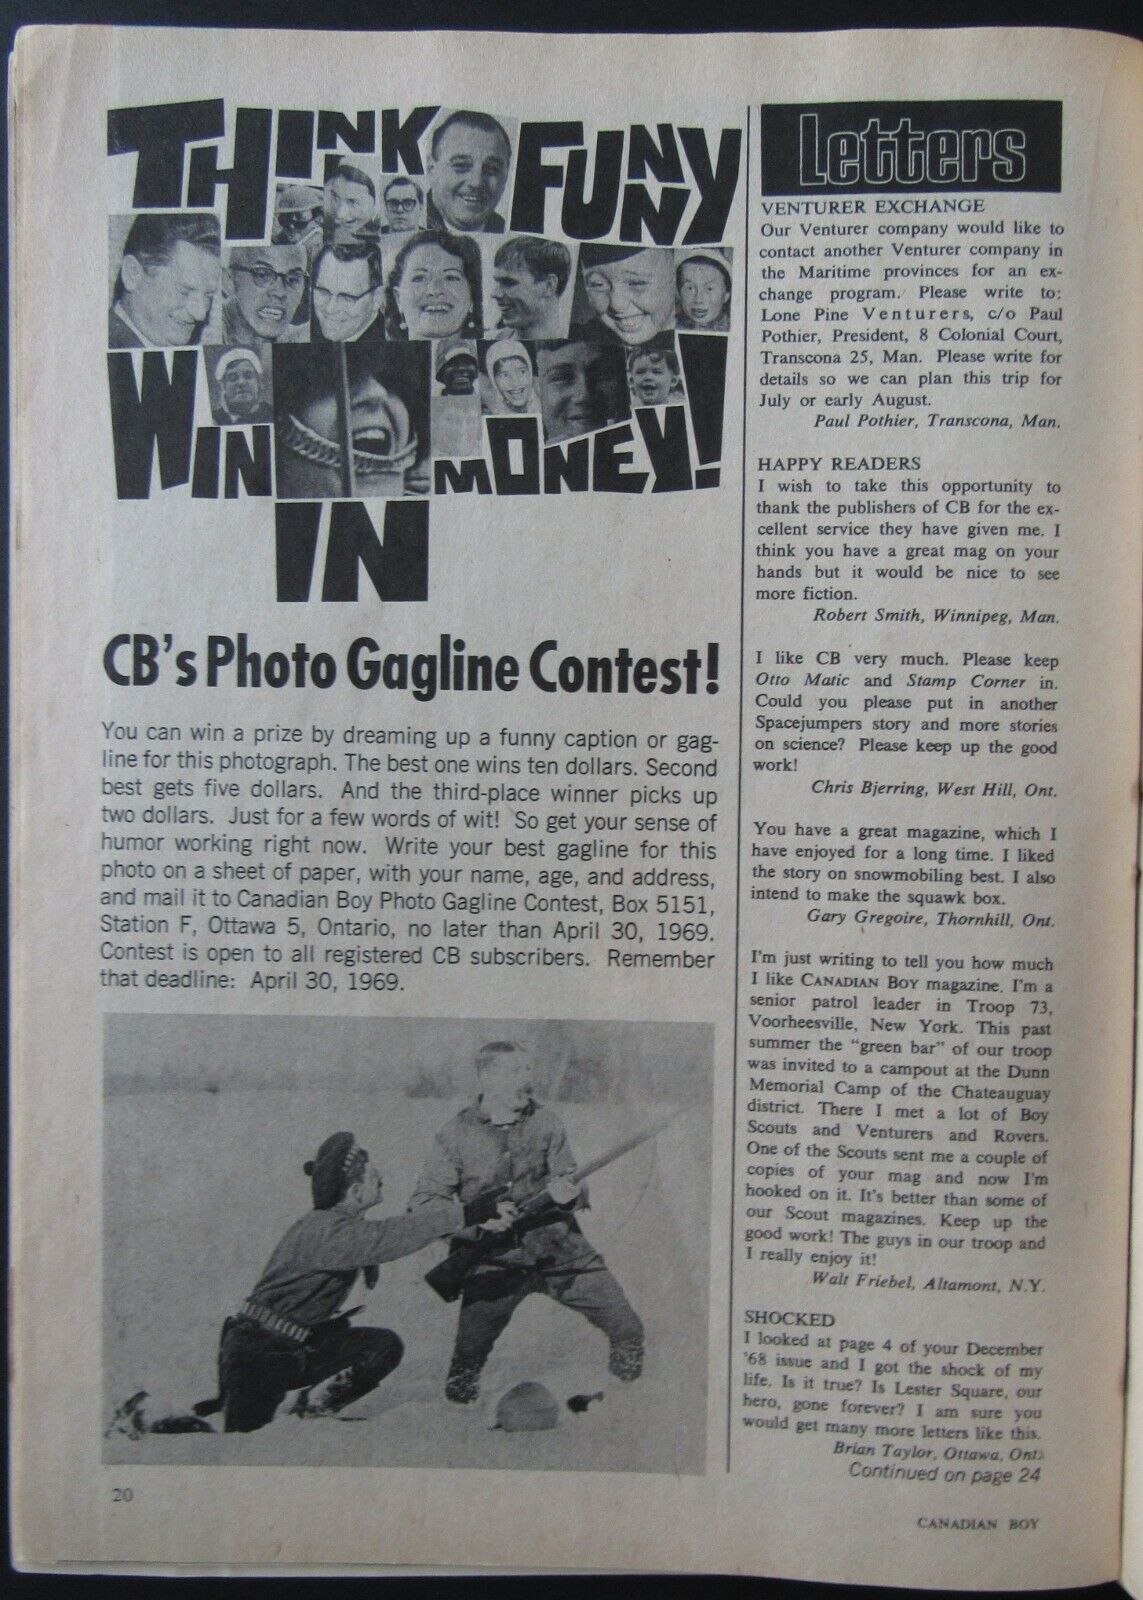 THINK FUNNY
WIN MONEY!
IN
CB's Photo Gagline Contest!
You can win a prize by dreaming up a funny caption or gag-
line for this photograph. The best one wins ten dollars. Second
best gets five dollars. And the third-place winner picks up
two dollars. Just for a few words of wit! So get your sense of
humor working right now. Write your best gagline for this
photo on a sheet of paper, with your name, age, and address,
and mail it to Canadian Boy Photo Gagline Contest, Box 5151,
Station F, Ottawa 5, Ontario, no later than April 30, 1969.
Contest is open to all registered CB subscribers. Remember
that deadline: April 30, 1969.
20
Letters
VENTURER EXCHANGE
Our Venturer company would like to
contact another Venturer company in
the Maritime provinces for an ex-
change program. Please write to:
Lone Pine Venturers, c/o Paul
Pothier, President, 8 Colonial Court,
Transcona 25, Man. Please write for
details so we can plan this trip for
July or early August.
Paul Pothier, Transcona, Man.
HAPPY READERS
I wish to take this opportunity to
thank the publishers of CB for the ex-
cellent service they have given me. I
think you have a great mag on your
hands but it would be nice to see
more fiction.
Robert Smith, Winnipeg, Man.
I like CB very much. Please keep
Otto Matic and Stamp Corner in.
Could you please put in another
Spacejumpers story and more stories
on science? Please keep up the good
work!
Chris Bjerring, West Hill, Ont.
You have a great magazine, which I
have enjoyed for a long time. I liked
the story on snowmobiling best. I also
intend to make the squawk box.
Gary Gregoire, Thornhill, Ont.
I'm just writing to tell you how much
I like CANADIAN BOY magazine. I'm a
senior patrol leader in Troop 73,
Voorheesville, New York. This past
summer the "green bar" of our troop
was invited to a campout at the Dunn
Memorial Camp of the Chateauguay
district. There I met a lot of Boy
Scouts and Venturers and Rovers.
One of the Scouts sent me a couple of
copies of your mag and now I'm
hooked on it. It's better than some of
our Scout magazines. Keep up the
good work! The guys in our troop and
I really enjoy it!
Walt Friebel, Altamont, N.Y.
SHOCKED
I looked at page 4 of your December
'68 issue and I got the shock of my
life. Is it true? Is Lester Square, our
hero, gone forever? I am sure you
would get many more letters like this.
Brian Taylor, Ottawa, Ont.
Continued on page 24
CANADIAN BOY